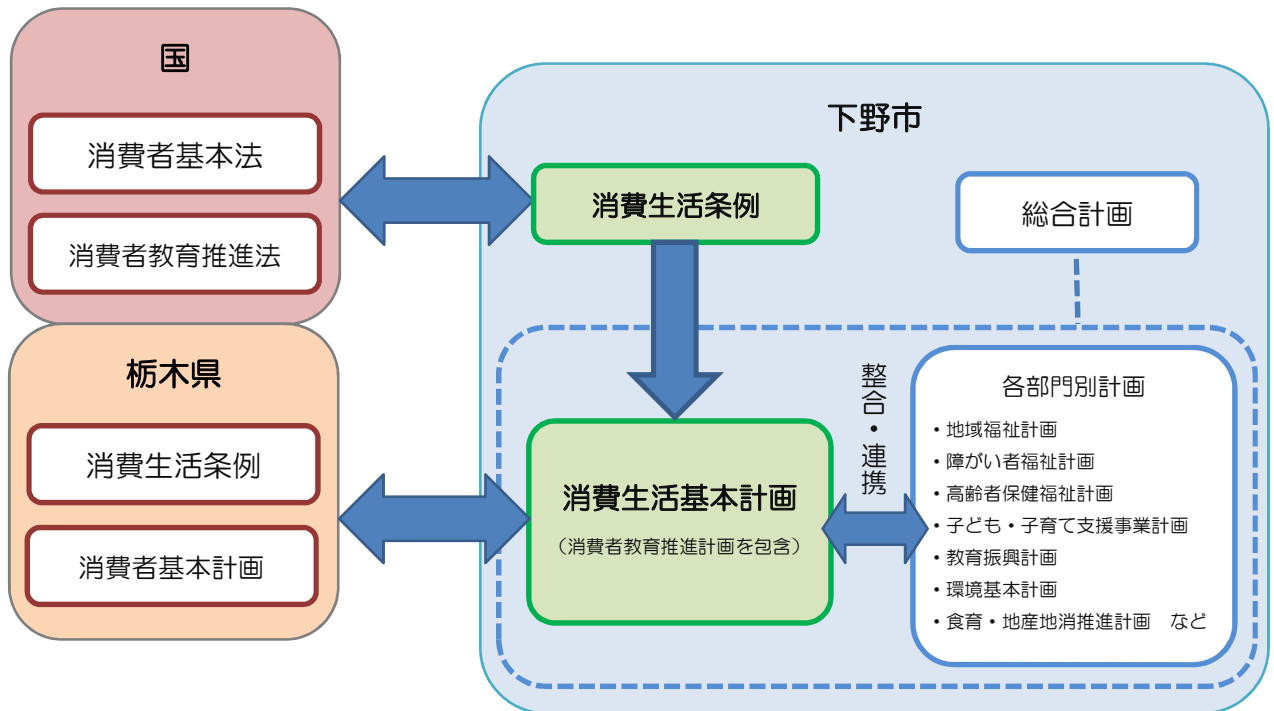 国
消費者基本法
消費者教育推進法
栃木県
消費生活条例
消費者基本計画
下野市
消費生活条例
総合計画
消費生活基本計画
（消費者教育推進計画を包含）
整合・連携
各部門別計画
・地域福祉計画
・障がい者福祉計画
・高齢者保健福祉計画
・子ども・子育て支援事業計画
・教育振興計画
・環境基本計画
・食育・地産地消推進計画　など